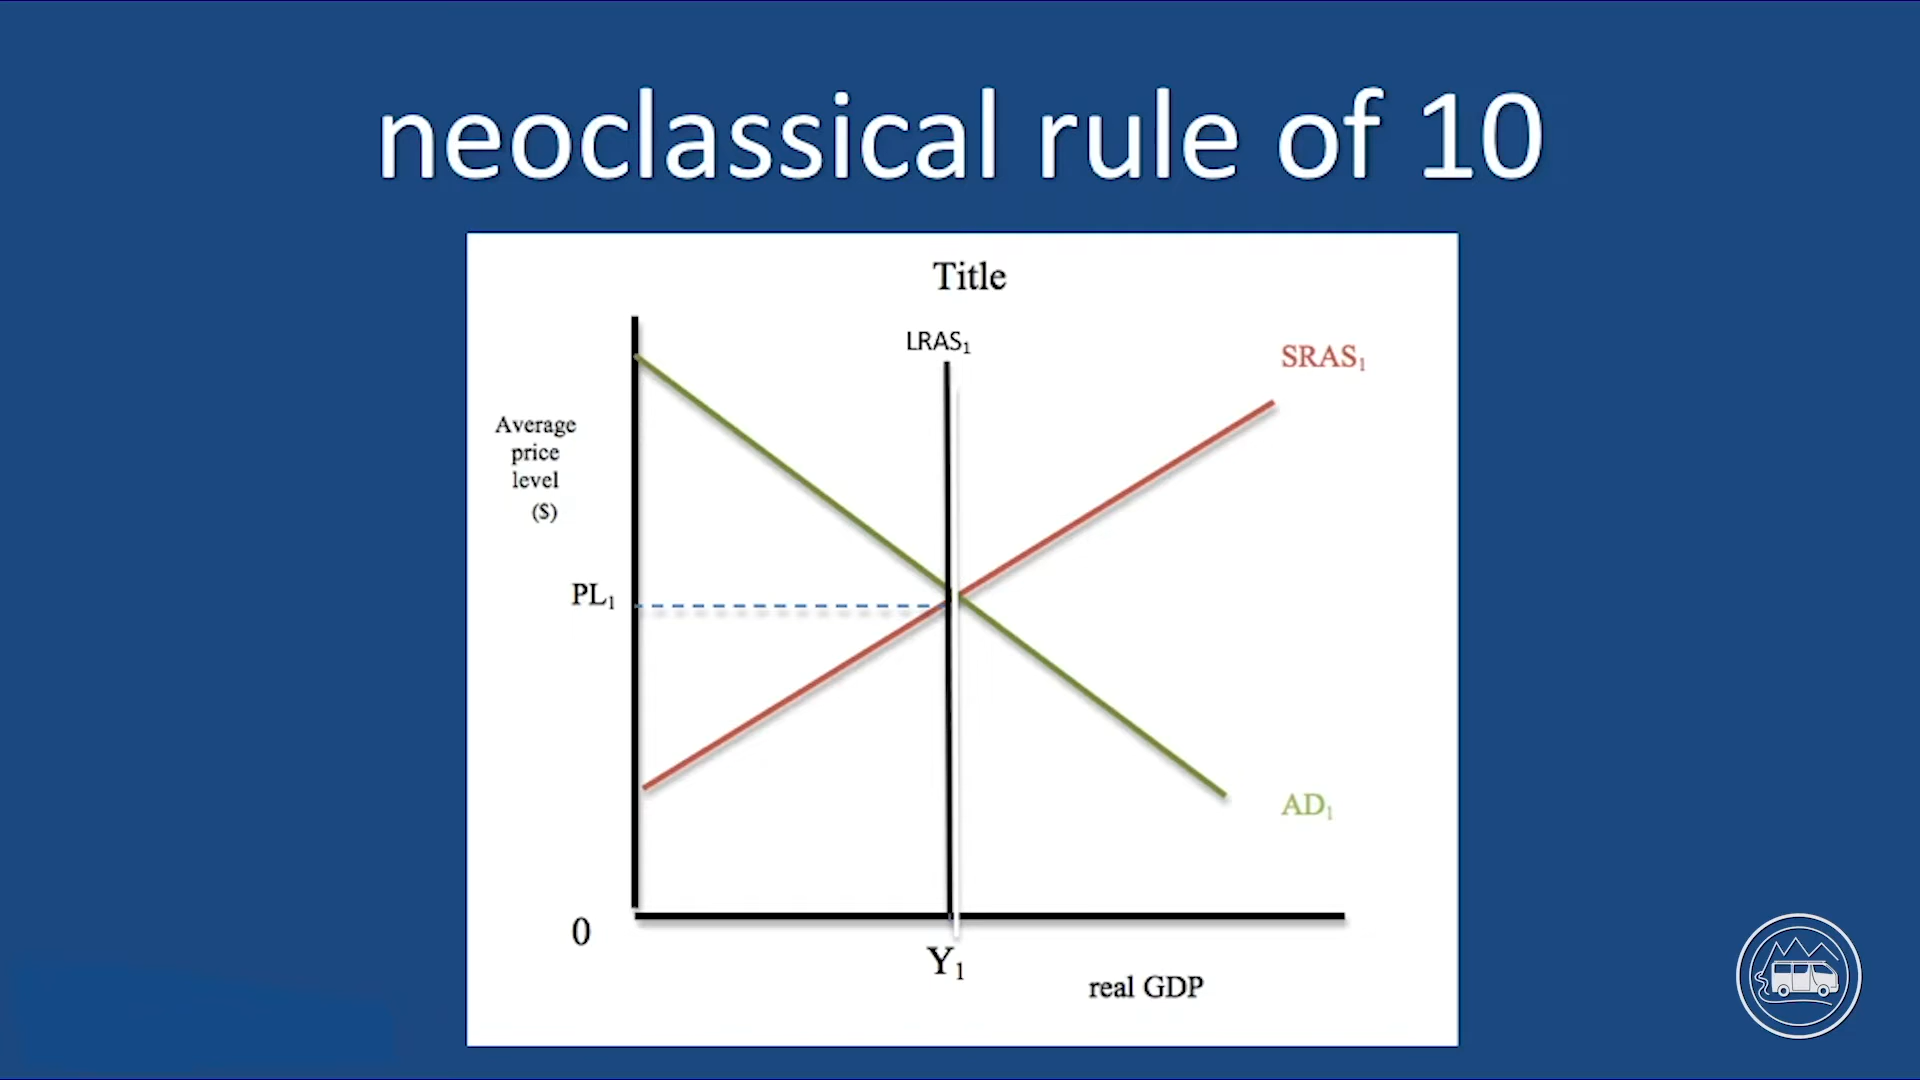 neoclassical rule of 10
Title
LRAS₁
SRAS₁
Average
price
level
($)
PL₁
AD₁
0
Y₁
real GDP